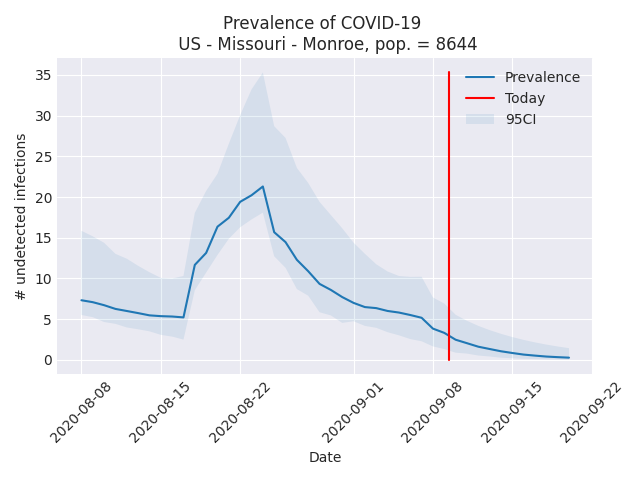 Prevalence of COVID-19
US - Missouri - Monroe, pop. = 8644
Prevalence
Today
95CI
# undetected infections
35
30
25
20
15
10
5
0
2020-08-08
2020-08-15
2020-08-22
2020-09-01
2020-09-08
2020-09-15
2020-09-22
Date